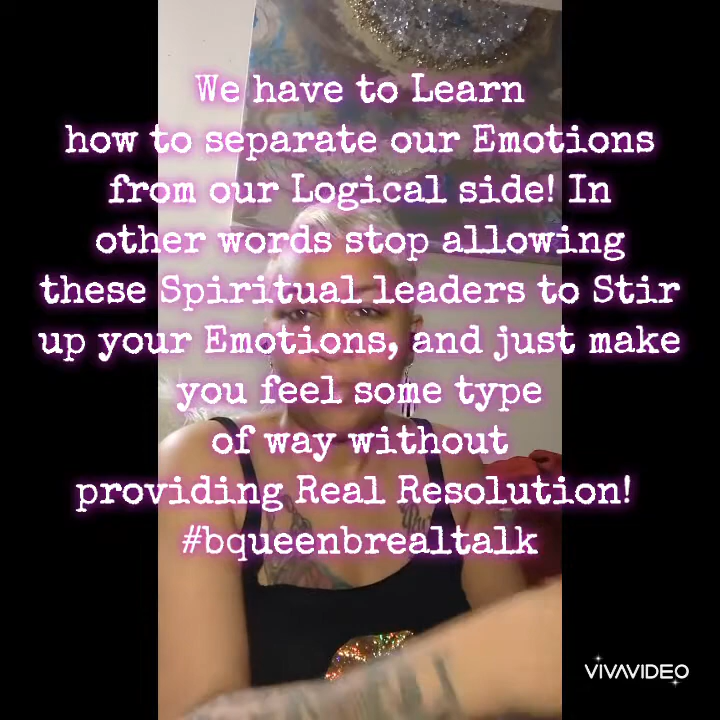 We have to Learn
how to separate our Emotions
from our Logical side! In
other words stop allowing
these Spiritual leaders to Stir
up your Emotions, and just make
you feel some type
of way without
providing Real Resolution!
#bqueenbrealtalk
VIVAVIDEO